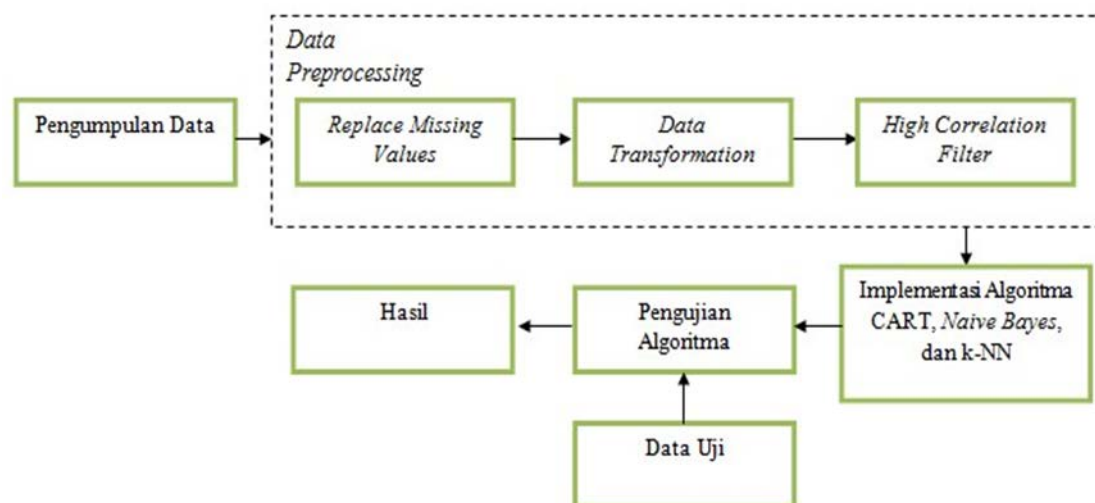 Data
Preprocessing
Pengumpulan Data
Replace Missing
Values
Data
Transformation
High Correlation
Filter
Implementasi Algoritma
CART, Naive Bayes,
dan k-NN
Pengujian
Algoritma
Hasil
Data Uji